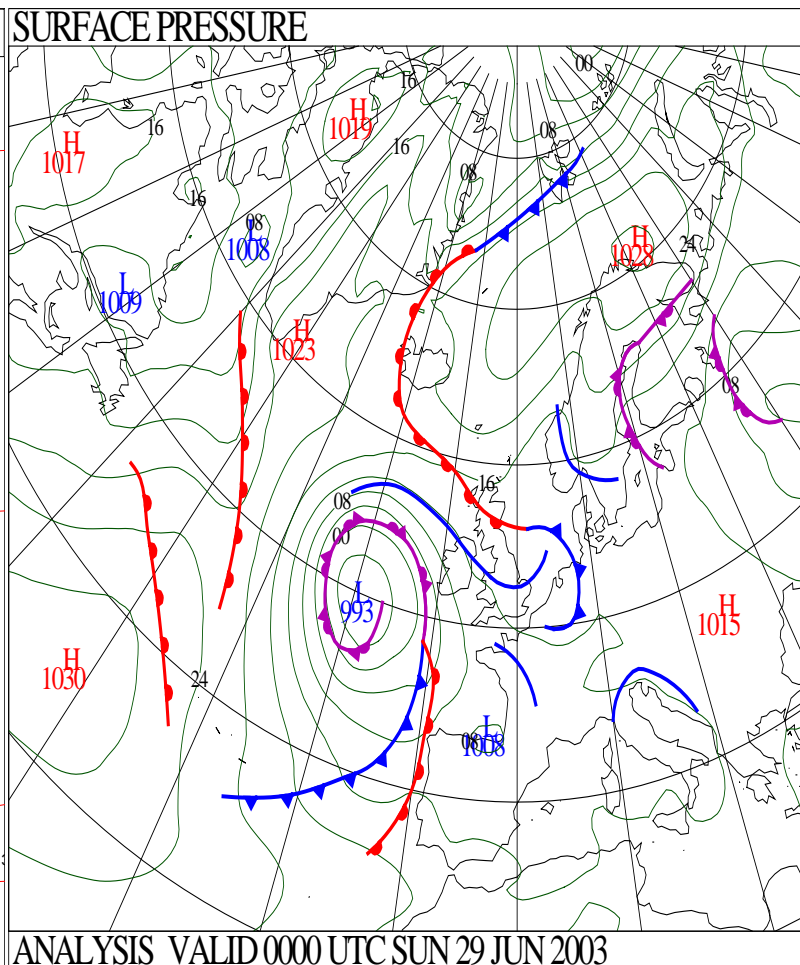 SURFACE PRESSURE
00
16
H
1019
H
1017
16
08
16
08
16
08
L
1008
H
1028
24
L
1009
H
1023
08
16
08
00
L
993
H
1015
H
1030
24
L
08
1008
ANALYSIS VALID 0000 UTC SUN 29 JUN 2003